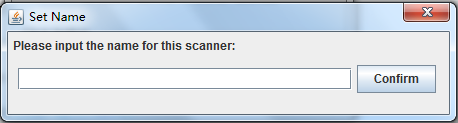 Set Name
Please input the name for this scanner:
Confirm